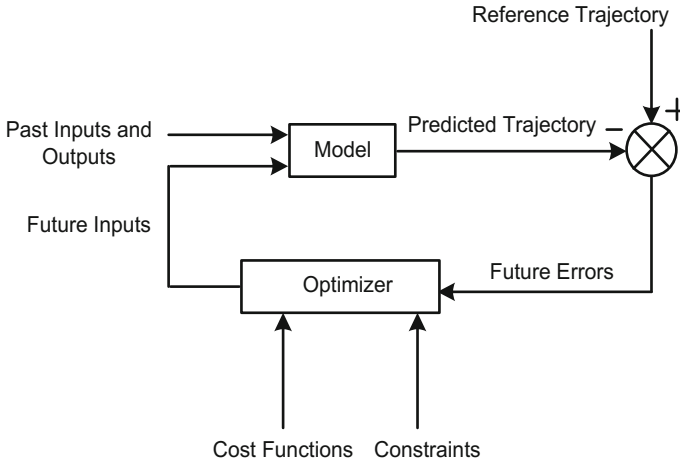 Reference Trajectory
+
Past Inputs and
Outputs
Model
Predicted Trajectory
−
Future Inputs
Optimizer
Future Errors
Cost Functions
Constraints